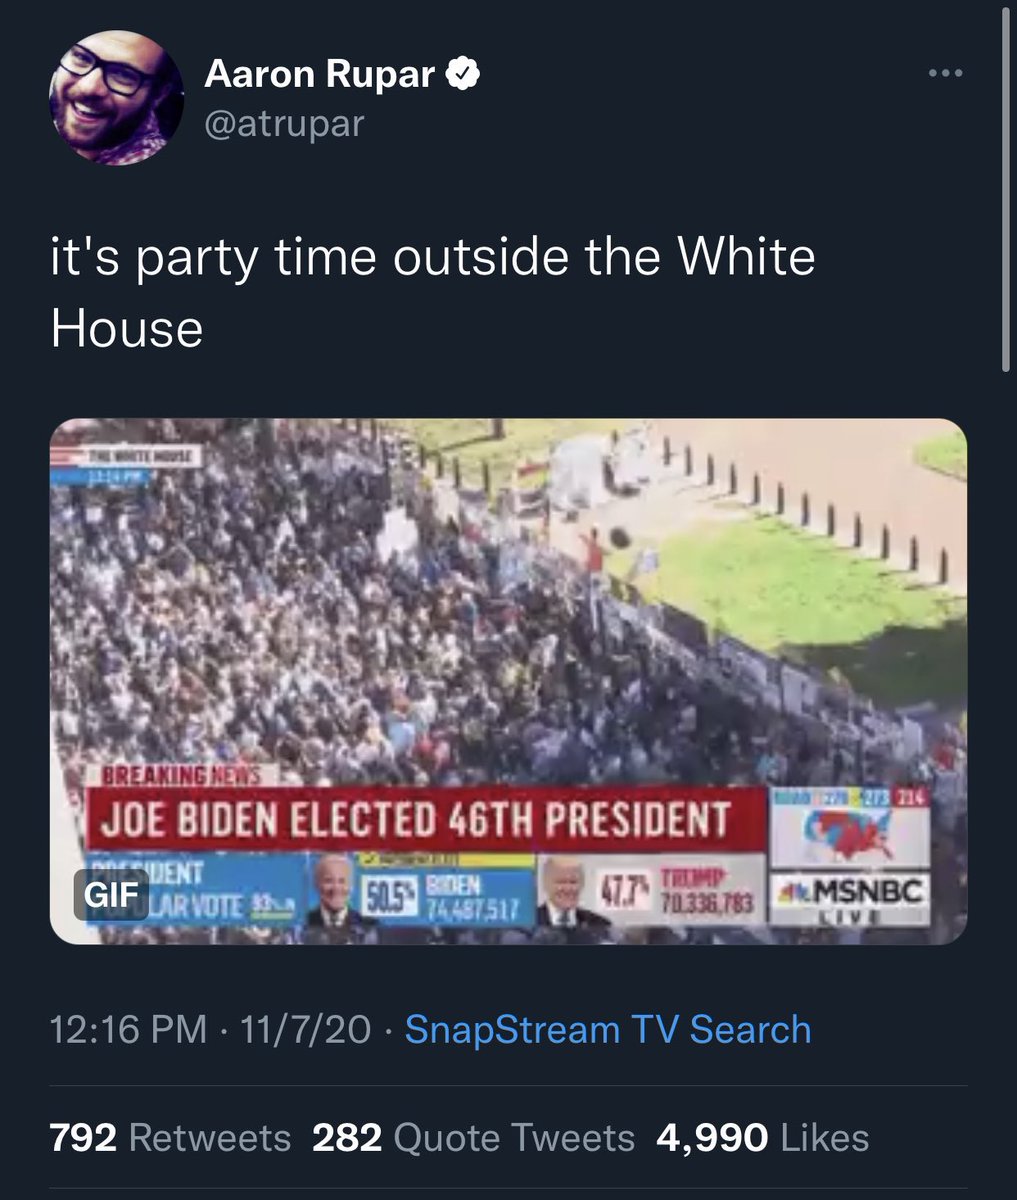 Aaron Rupar
@atrupar
it's party time outside the White
House
THE WHITE HOUSE
BREAKING NEWS
JOE BIDEN ELECTED 46TH PRESIDENT
273 214
PRESIDENT
POPULAR VOTE
50.5% BIDEN
74,487,517
47.7% TRUMP
70,336,783
MSNBC
LIVE
GIF
12:16 PM · 11/7/20 · SnapStream TV Search
792 Retweets 282 Quote Tweets 4,990 Likes